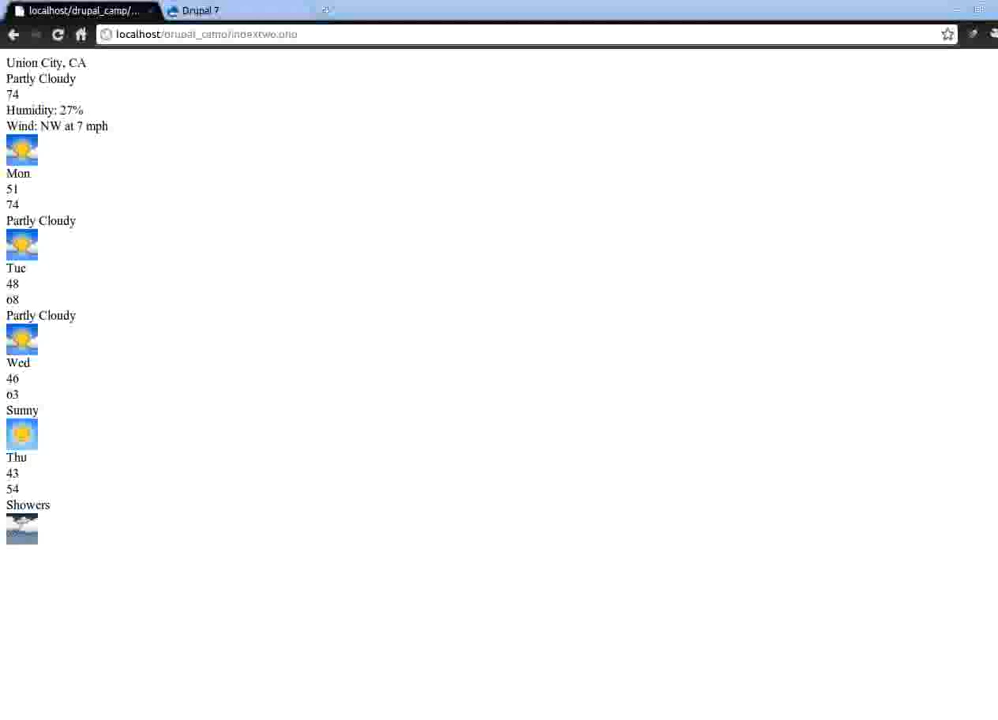 localhost/drupal_camp/...
Drupal 7
localhost/drupal_camp/indextwo.php
Union City, CA
Partly Cloudy
74
Humidity: 27%
Wind: NW at 7 mph
Mon
51
74
Partly Cloudy
Tue
48
68
Partly Cloudy
Wed
46
63
Sunny
Thu
43
54
Showers